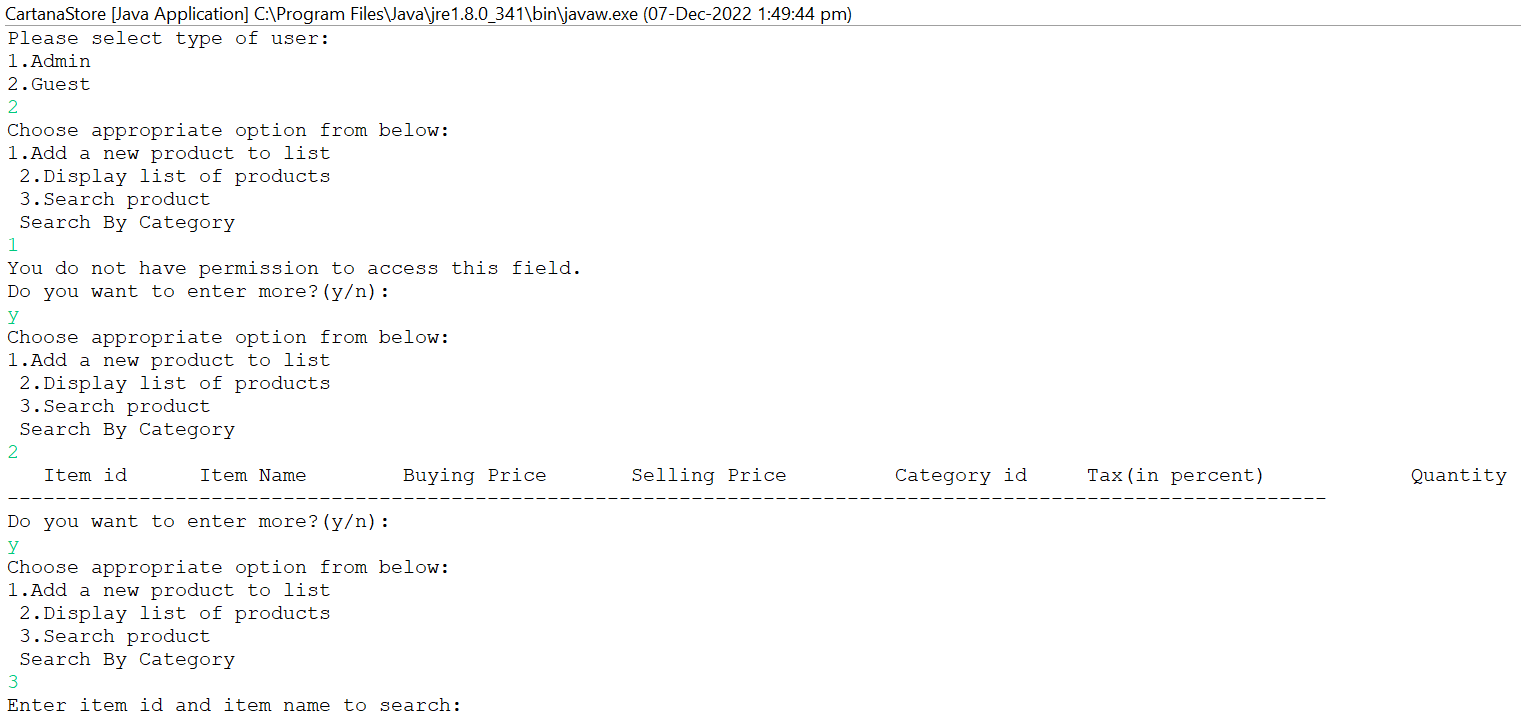 CartanaStore [Java Application] C:\Program Files\Java\jre1.8.0_341\bin\javaw.exe (07-Dec-2022 1:49:44 pm)
Please select type of user:
1.Admin
2.Guest
2
Choose appropriate option from below:
1.Add a new product to list
 2.Display list of products
 3.Search product
 Search By Category
1
You do not have permission to access this field.
Do you want to enter more?(y/n):
y
Choose appropriate option from below:
1.Add a new product to list
 2.Display list of products
 3.Search product
 Search By Category
2
   Item id      Item Name        Buying Price       Selling Price         Category id     Tax(in percent)            Quantity
--------------------------------------------------------------------------------------------------------------
Do you want to enter more?(y/n):
y
Choose appropriate option from below:
1.Add a new product to list
 2.Display list of products
 3.Search product
 Search By Category
3
Enter item id and item name to search: